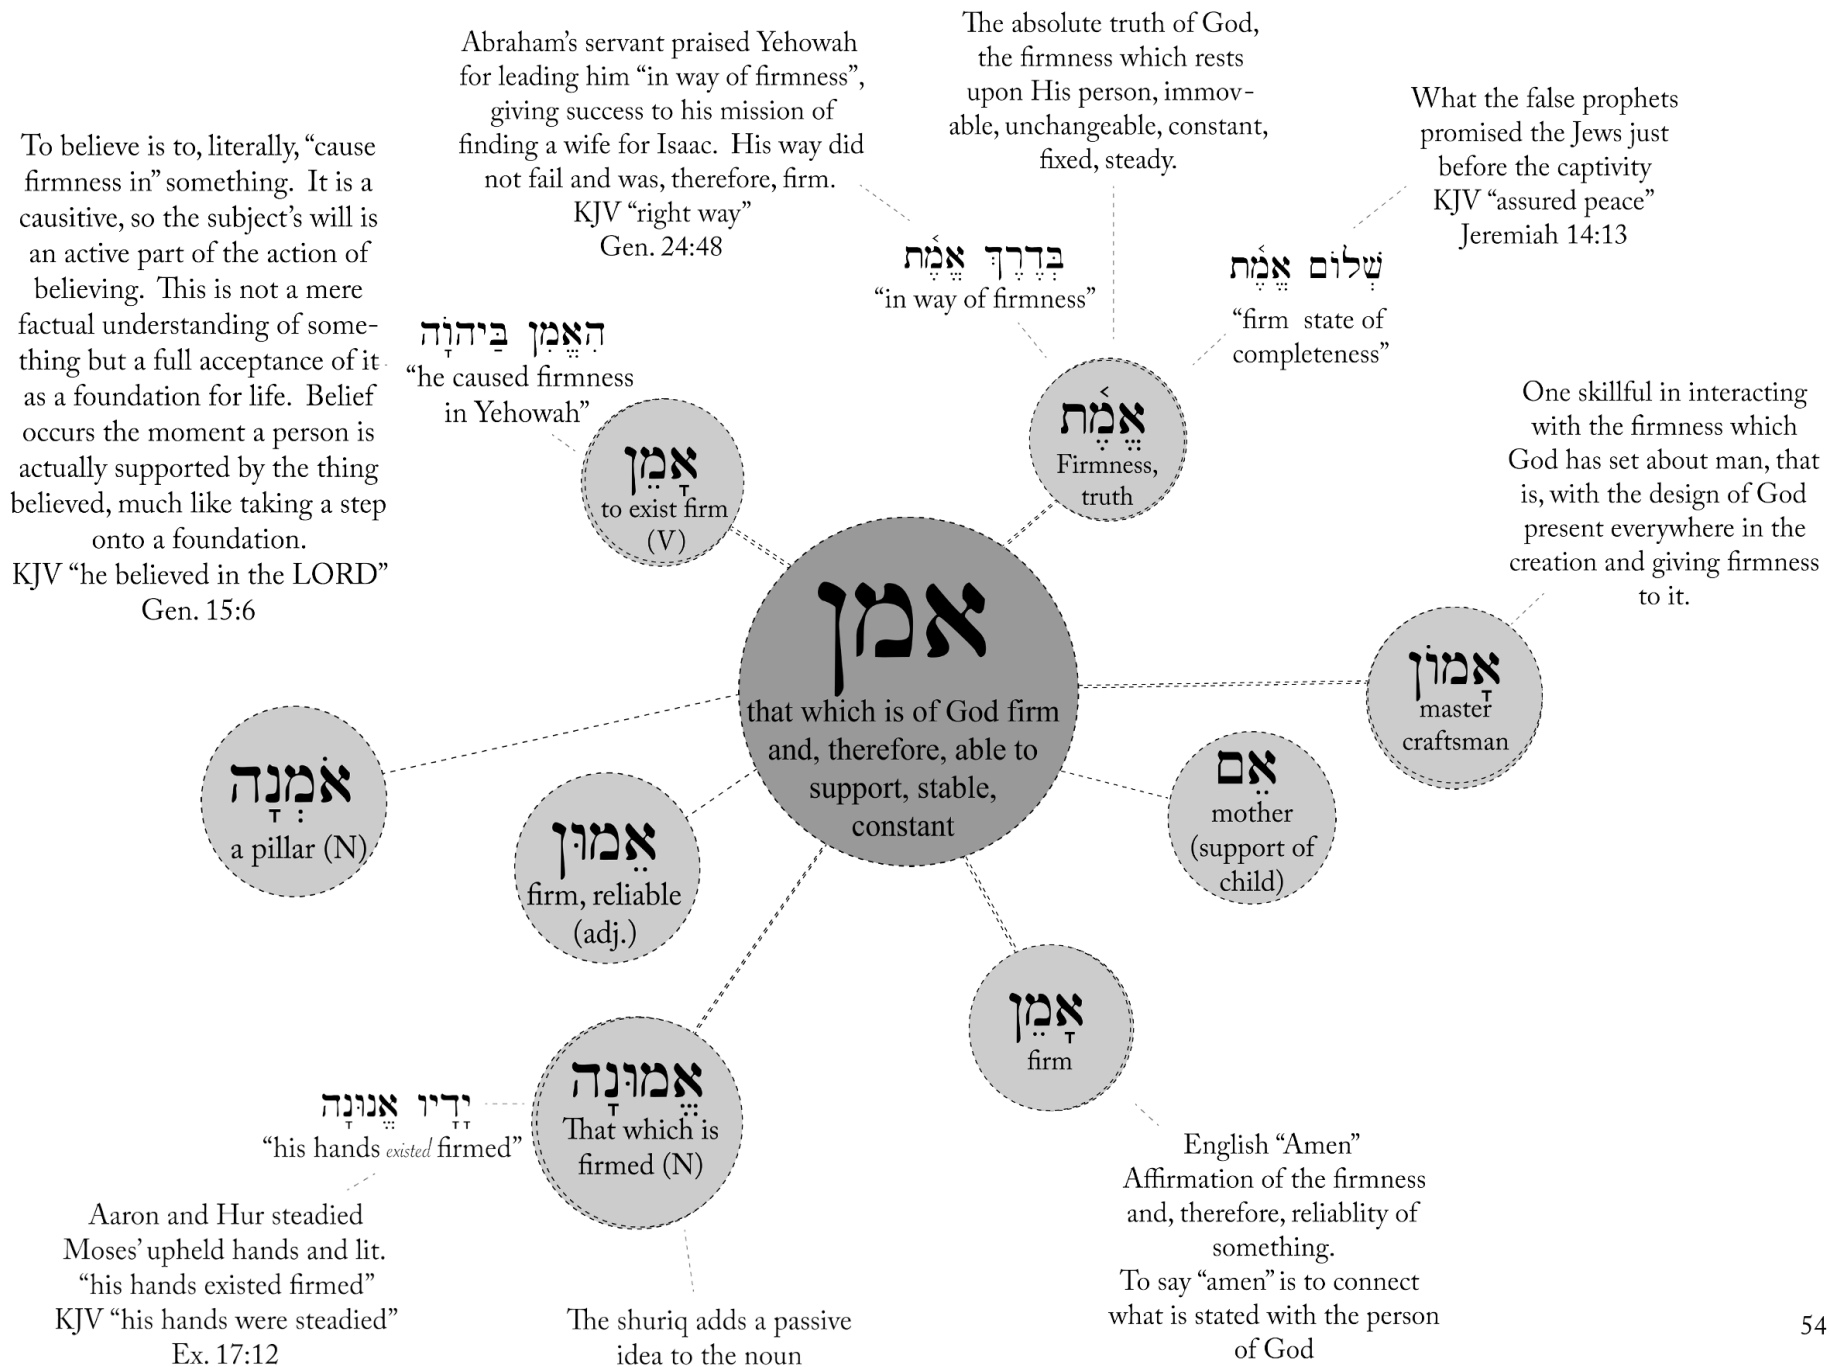 To believe is to, literally, “cause
firmness in” something. It is a
causitive, so the subject’s will is
an active part of the action of
believing. This is not a mere
factual understanding of some-
thing but a full acceptance of it
as a foundation for life. Belief
occurs the moment a person is
actually supported by the thing
believed, much like taking a step
onto a foundation.
KJV “he believed in the LORD”
Gen. 15:6
Abraham’s servant praised Yehowah
for leading him “in way of firmness”,
giving success to his mission of
finding a wife for Isaac. His way did
not fail and was, therefore, firm.
KJV “right way”
Gen. 24:48
The absolute truth of God,
the firmness which rests
upon His person, immov-
able, unchangeable, constant,
fixed, steady.
What the false prophets
promised the Jews just
before the captivity
KJV “assured peace”
Jeremiah 14:13
בְּדֶרֶךְ אֱמֶ֫ת
“in way of firmness”
שְׁלוֹם אֱמֶ֫ת
“firm state of
completeness”
הִאֱמִן בַּיהוָֹה
“he caused firmness
in Yehowah”
אָמֵן
to exist firm
(V)
אֱמֶ֫ת
Firmness,
truth
One skillful in interacting
with the firmness which
God has set about man, that
is, with the design of God
present everywhere in the
creation and giving firmness
to it.
אמן
that which is of God firm
and, therefore, able to
support, stable,
constant
אָמוֹן
master
craftsman
אֵם
mother
(support of
child)
אֹמְנָה
a pillar (N)
אֵמוּן
firm, reliable
(adj.)
אָמֵן
firm
אֱמוּנָה
That which is
firmed (N)
יָדָיו אֱנוּנָה
“his hands existed firmed”
Aaron and Hur steadied
Moses’ upheld hands and lit.
“his hands existed firmed”
KJV “his hands were steadied”
Ex. 17:12
The shuriq adds a passive
idea to the noun
English “Amen”
Affirmation of the firmness
and, therefore, reliablity of
something.
To say “amen” is to connect
what is stated with the person
of God
54